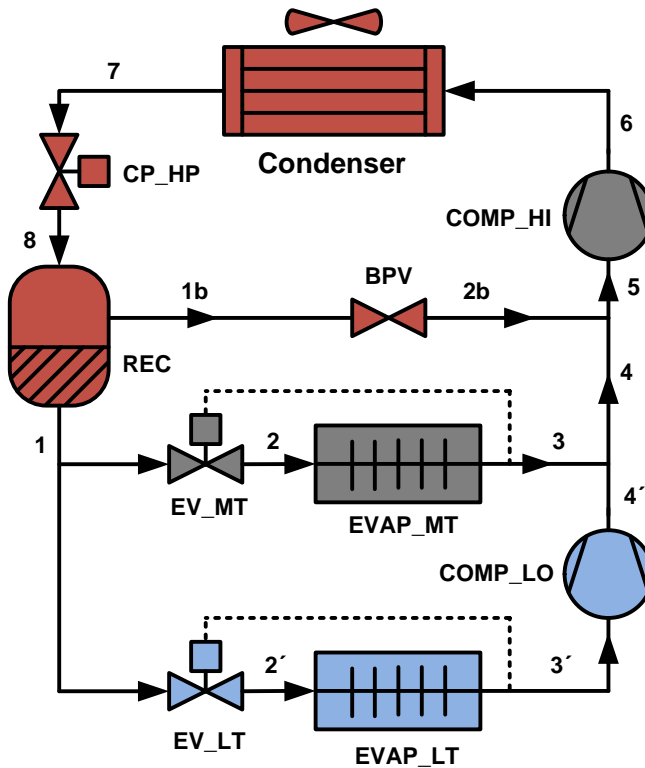 7
6
Condenser
CP_HP
COMP_HI
8
1b
BPV
2b
5
REC
4
1
2
3
EV_MT
EVAP_MT
4´
COMP_LO
2´
3´
EV_LT
EVAP_LT